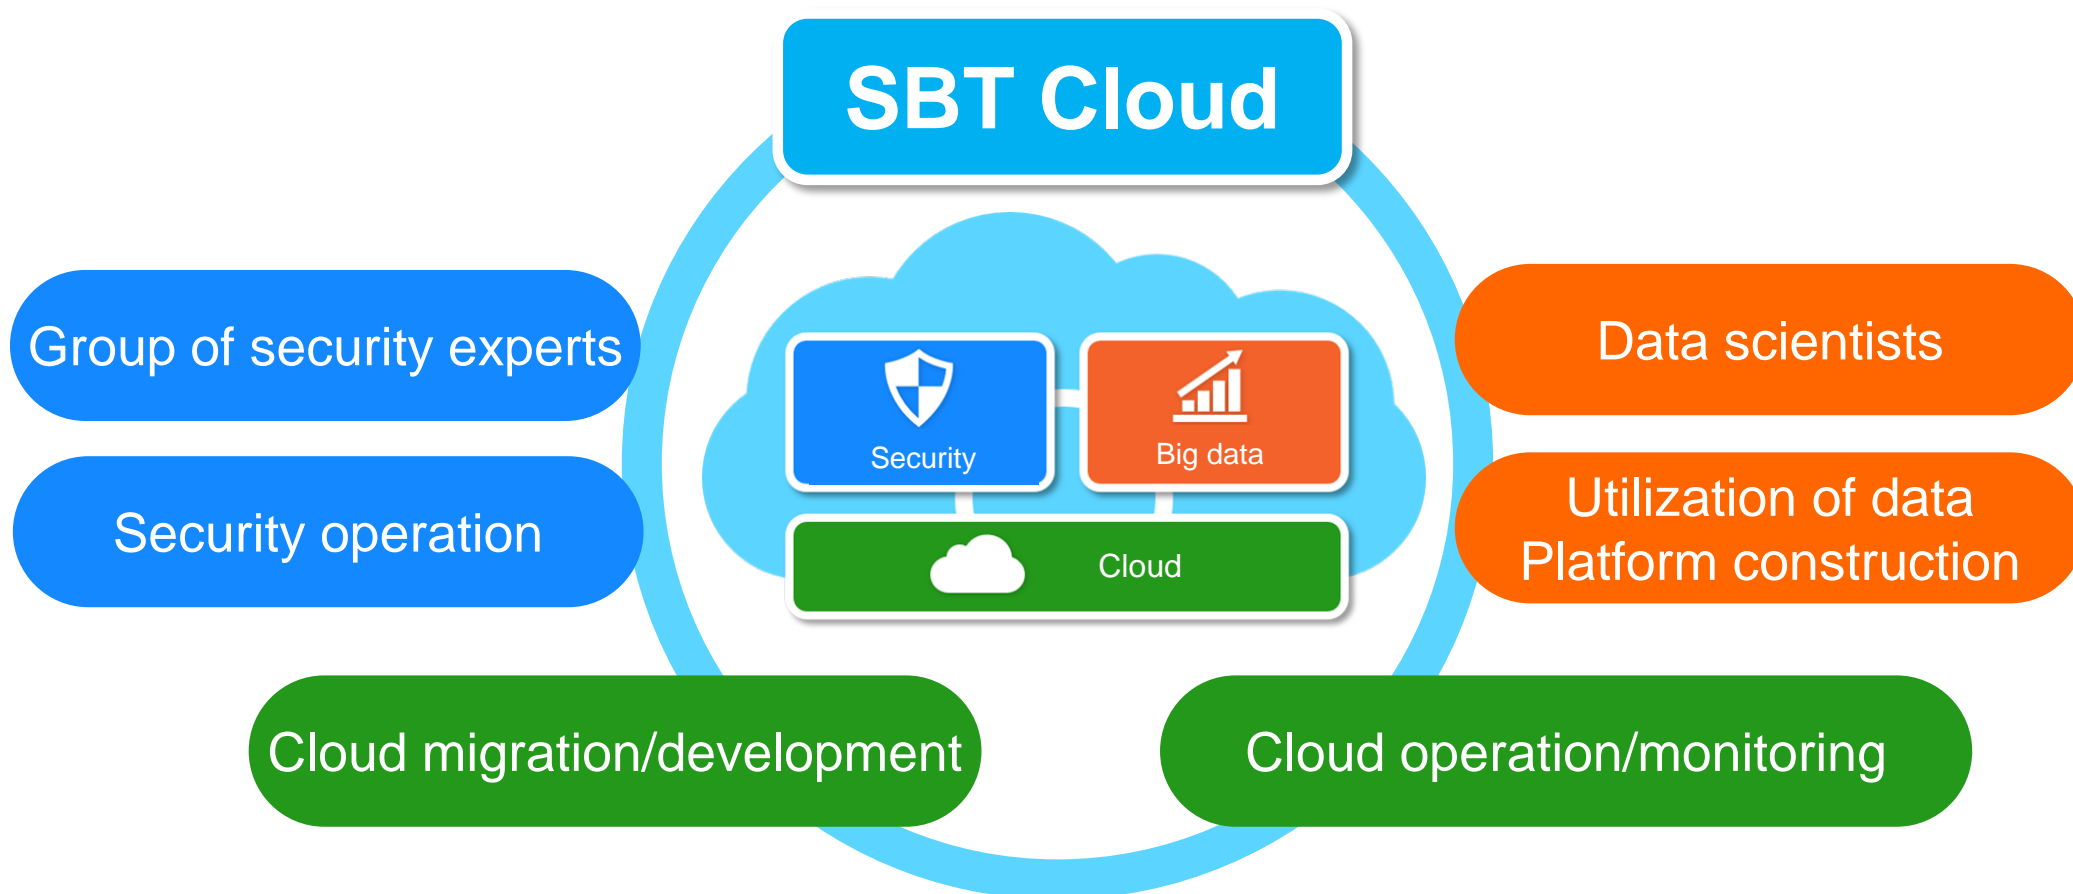 SBT Cloud
Group of security experts
Security operation
Security
Big data
Cloud
Data scientists
Utilization of data
Platform construction
Cloud migration/development
Cloud operation/monitoring